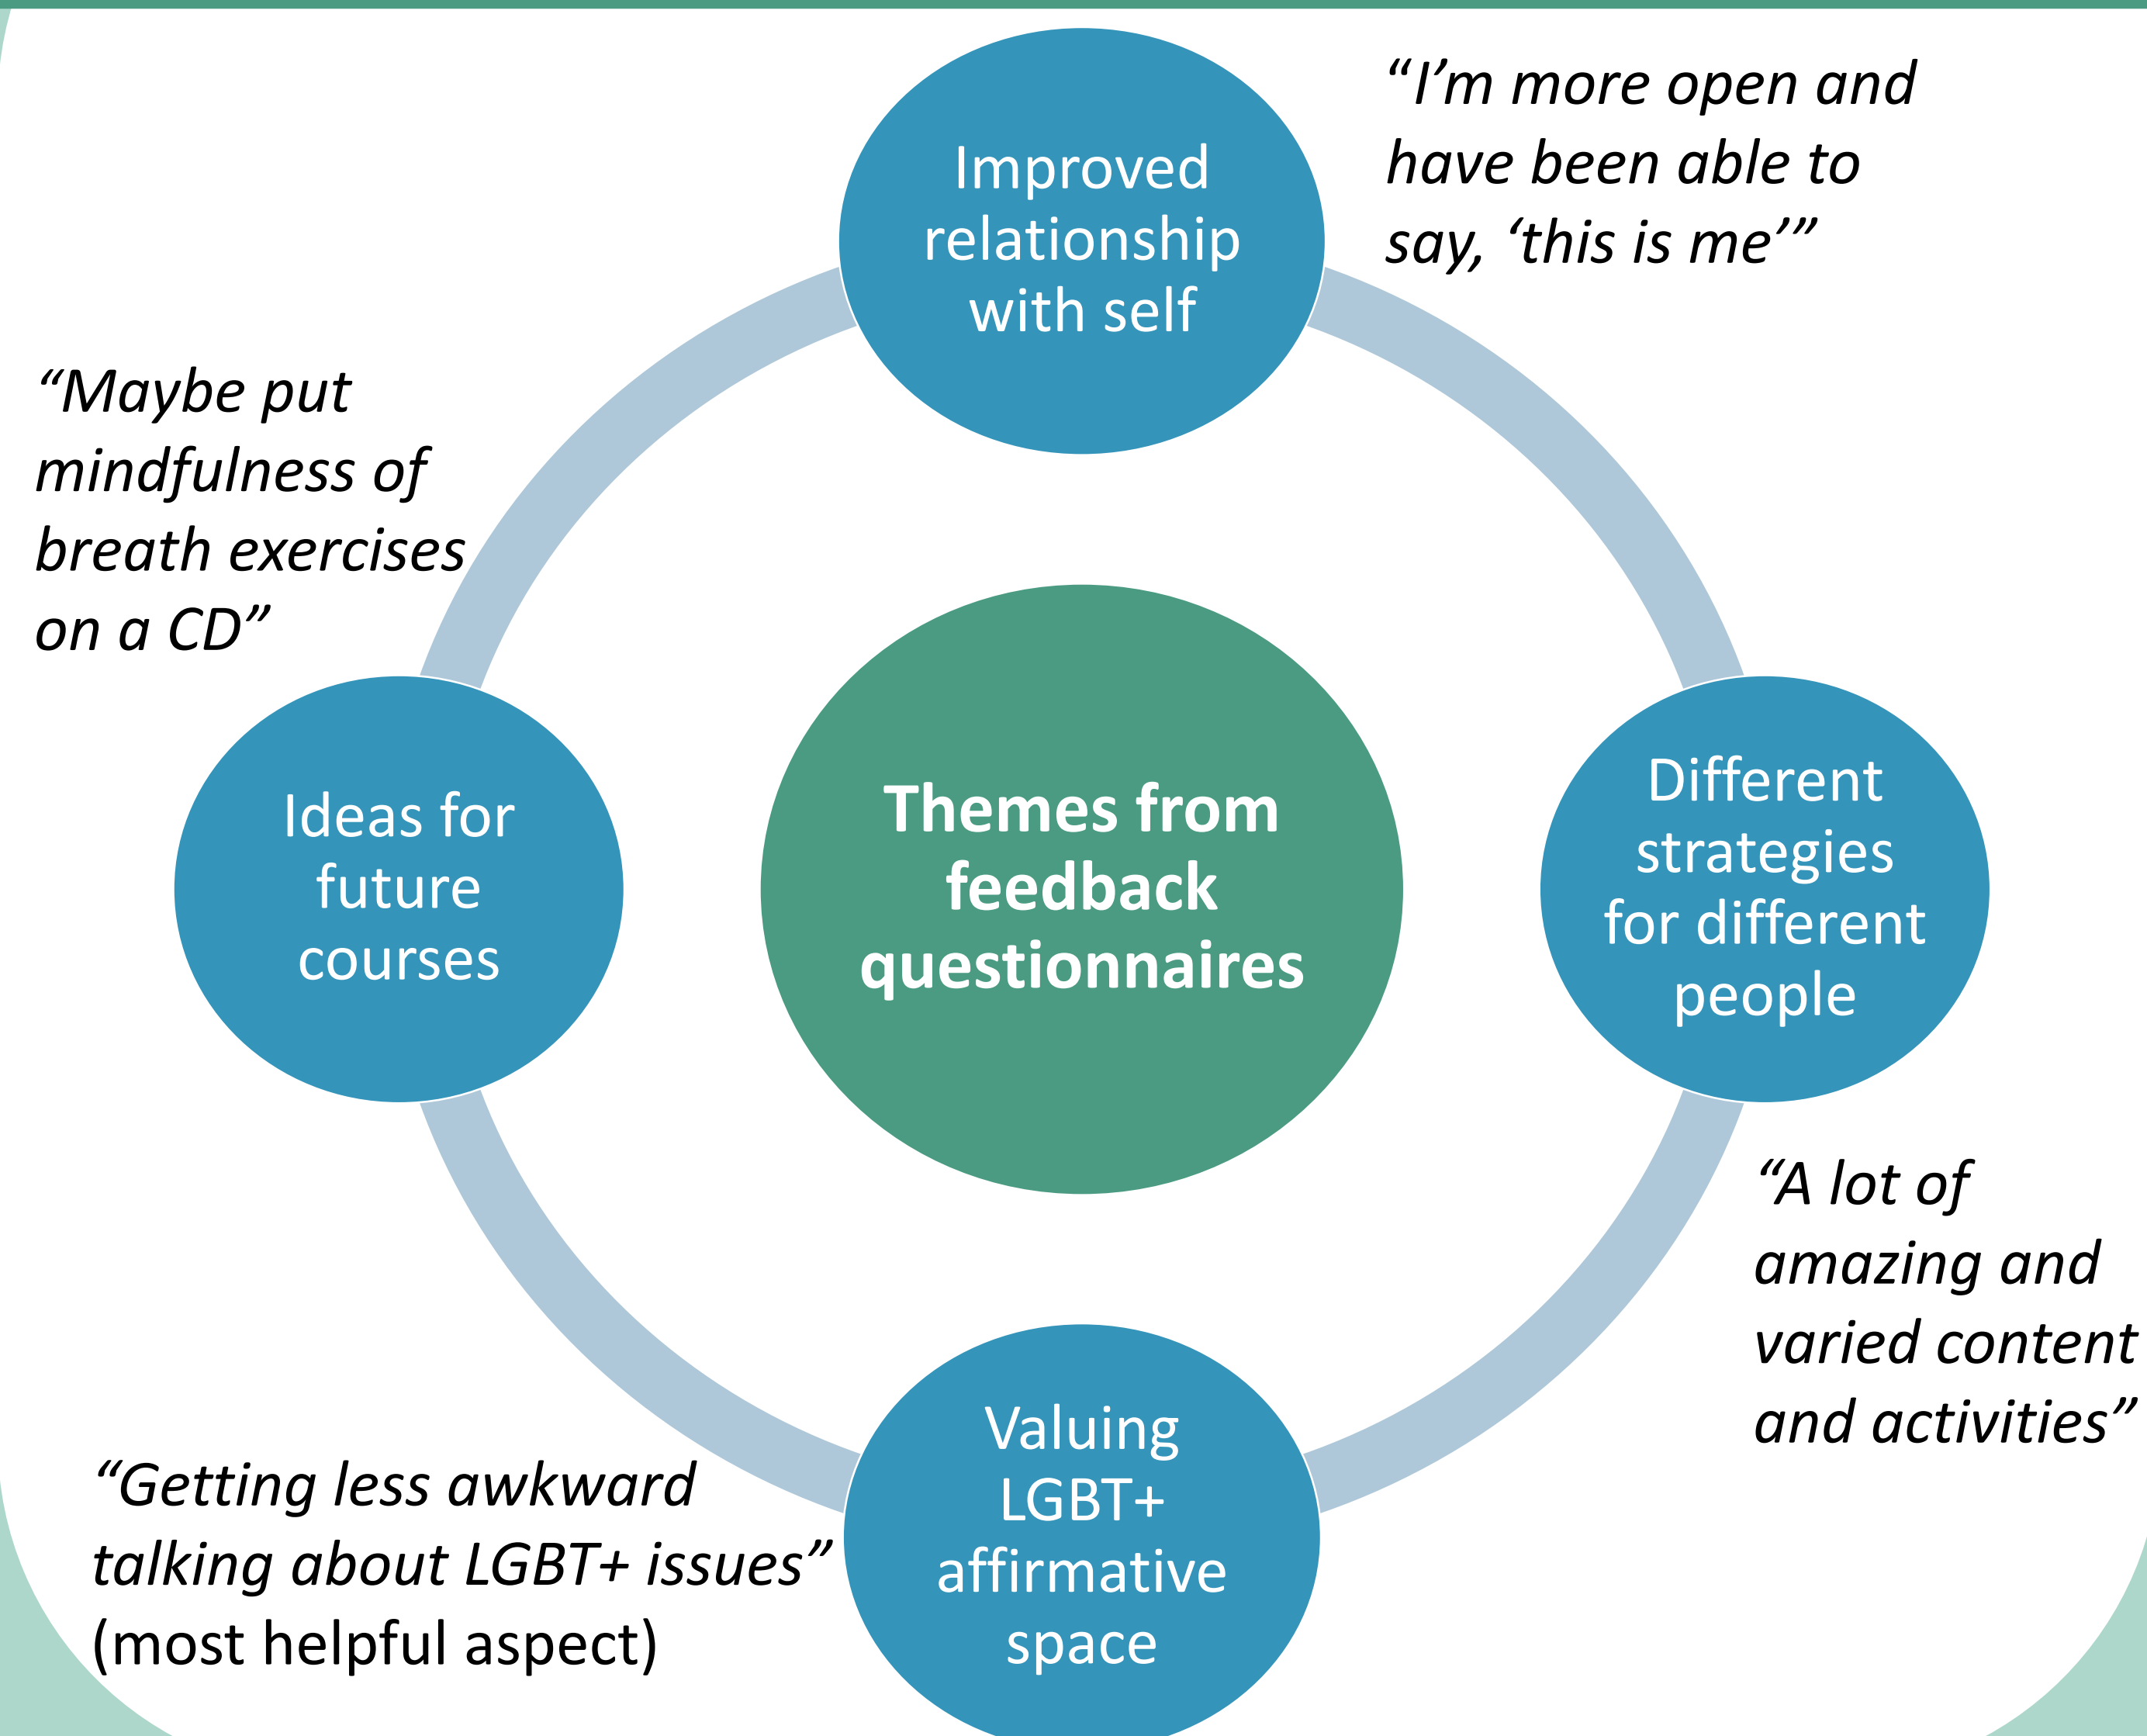 Improved
relationship
with self
“I’m more open and
have been able to
say, ‘this is me’”
“Maybe put
mindfulness of
breath exercises
on a CD”
Themes from
feedback
questionnaires
Ideas for
future
courses
Different
strategies
for different
people
“A lot of
amazing and
varied content
and activities”
Valuing
LGBT+
affirmative
space
“Getting less awkward
talking about LGBT+ issues”
(most helpful aspect)